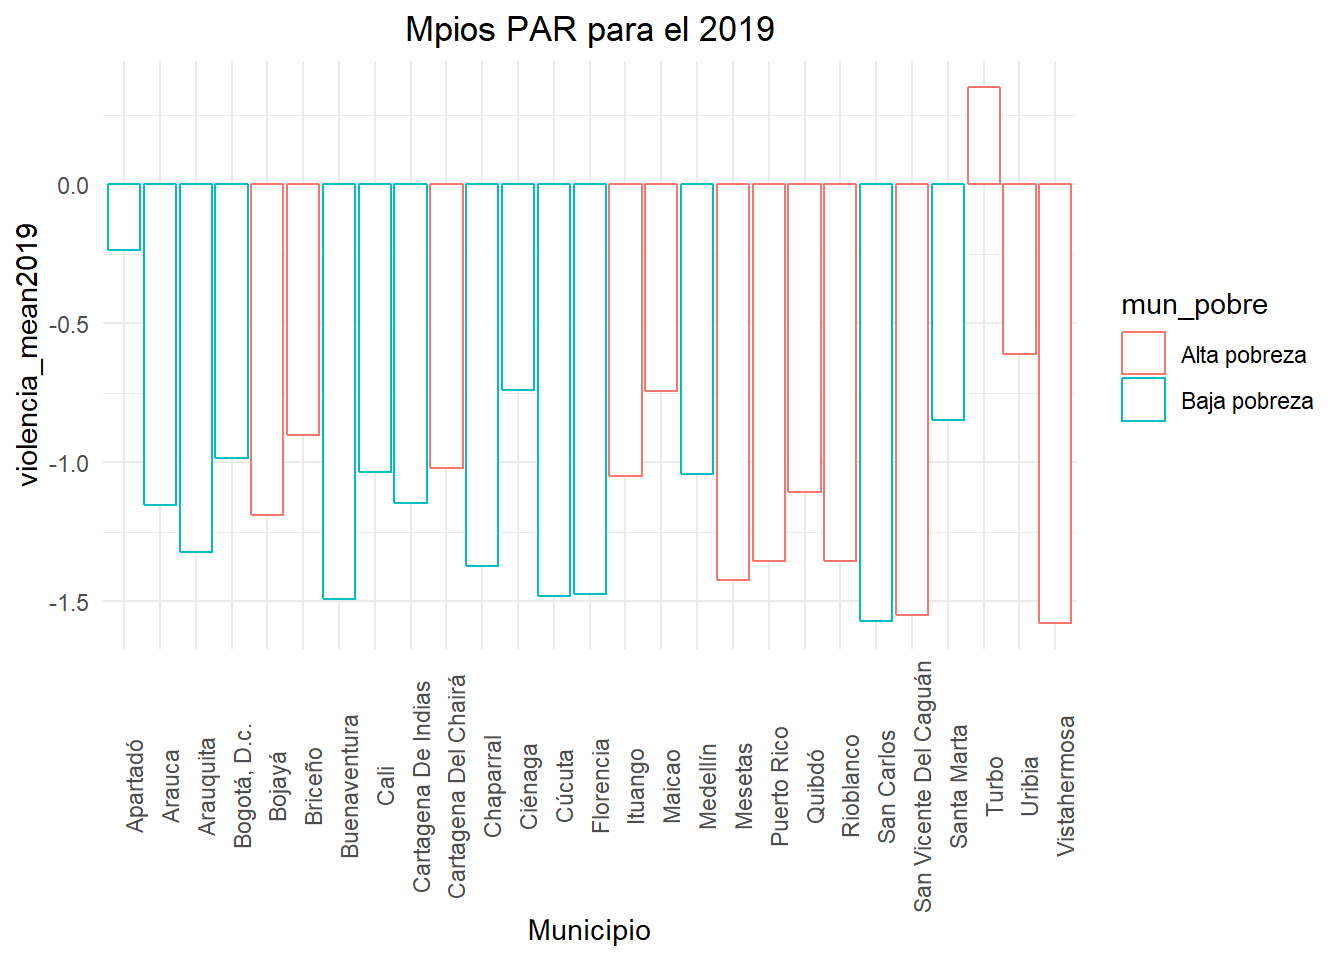 Mpios PAR para el 2019
violencia_mean2019
0.0
-0.5
-1.0
-1.5
Apartadó
Arauca
Arauquita
Bogotá, D.c.
Bojayá
Briceño
Buenaventura
Cali
Cartagena De Indias
Cartagena Del Chairá
Chaparral
Ciénaga
Cúcuta
Florencia
Ituango
Maicao
Medellín
Mesetas
Puerto Rico
Quibdó
Rioblanco
San Carlos
San Vicente Del Caguán
Santa Marta
Turbo
Uribia
Vistahermosa
Municipio
mun_pobre
Alta pobreza
Baja pobreza